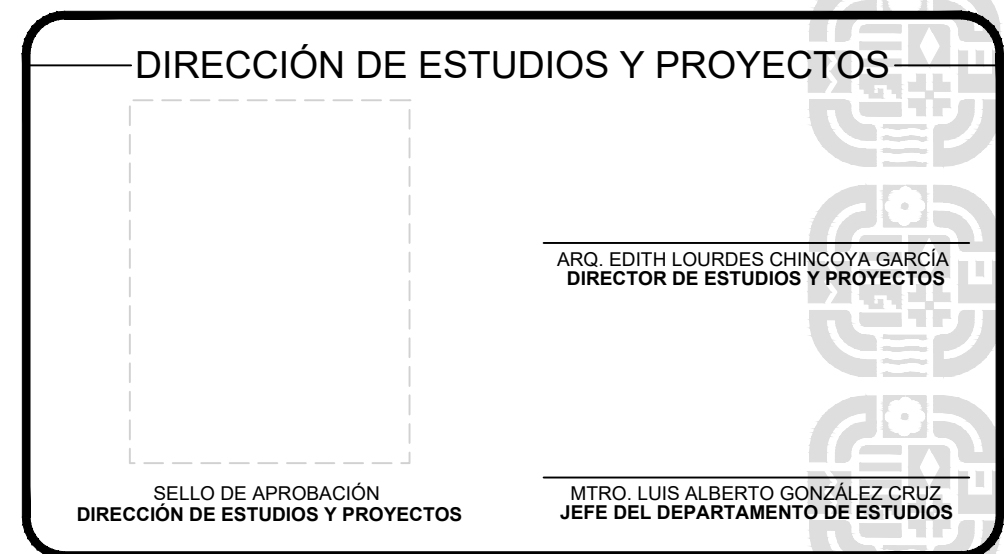 DIRECCIÓN DE ESTUDIOS Y PROYECTOS
ARQ. EDITH LOURDES CHINCOYA GARCÍA
DIRECTOR DE ESTUDIOS Y PROYECTOS
SELLO DE APROBACIÓN
DIRECCIÓN DE ESTUDIOS Y PROYECTOS
MTRO. LUIS ALBERTO GONZÁLEZ CRUZ
JEFE DEL DEPARTAMENTO DE ESTUDIOS